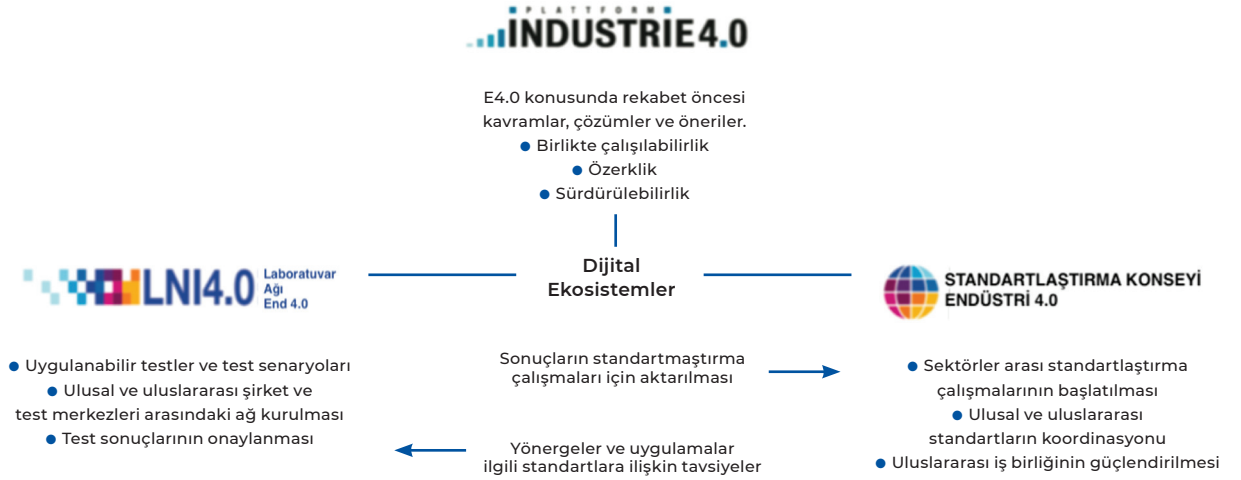 PLATTFORM
İNDUSTRİE4.0
E4.0 konusunda rekabet öncesi
kavramlar, çözümler ve öneriler.
● Birlikte çalışılabilirlik
● Özerklik
● Sürdürülebilirlik
Dijital
Ekosistemler
LNI4.0
Laboratuvar
Ağı
End 4.0
● Uygulanabilir testler ve test senaryoları
● Ulusal ve uluslararası şirket ve
test merkezleri arasındaki ağ kurulması
● Test sonuçlarının onaylanması
Sonuçların standartmaştırma
çalışmaları için aktarılması
Yönergeler ve uygulamalar
ilgili standartlara ilişkin tavsiyeler
STANDARTLAŞTIRMA KONSEYİ
ENDÜSTRİ 4.0
● Sektörler arası standartlaştırma
çalışmalarının başlatılması
● Ulusal ve uluslararası
standartların koordinasyonu
● Uluslararası iş birliğinin güçlendirilmesi